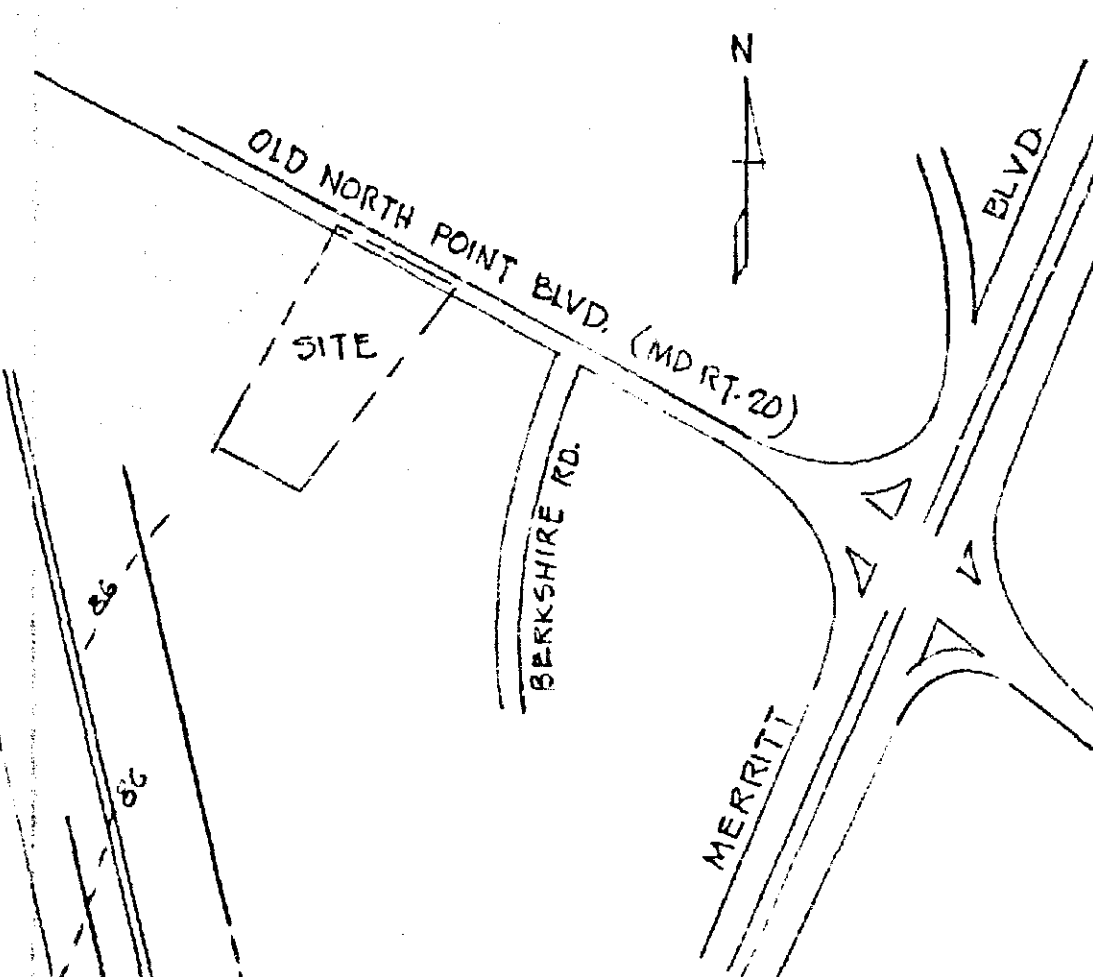 N
OLD NORTH POINT BLVD. (MD RT. 20)
BLVD
SITE
BERKSHIRE RD.
86
86
MERRITT